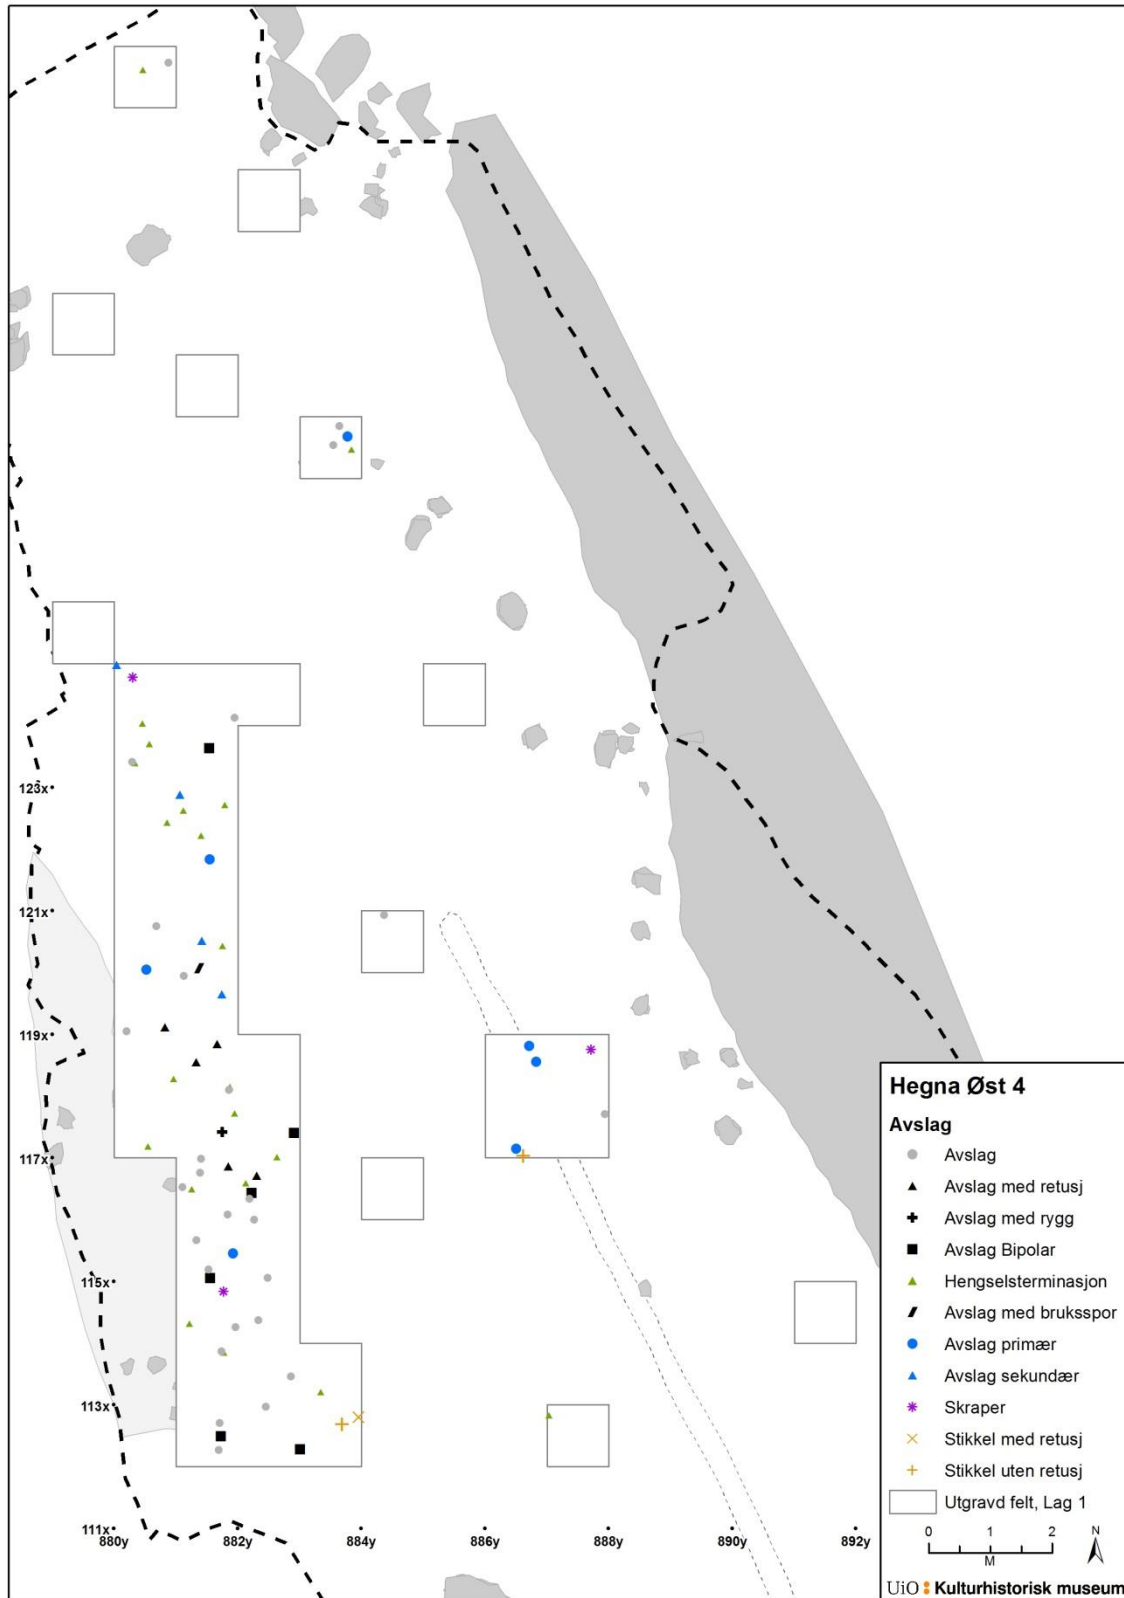 123x
121x
119x
117x
115x
113x
111x
880y 882y 884y 886y 888y 890y 892y
Hegna Øst 4
Avslag
Avslag
Avslag med retusj
Avslag med rygg
Avslag Bipolar
Hengselsterminasjon
Avslag med bruksspor
Avslag primær
Avslag sekundær
Skraper
Stikkel med retusj
Stikkel uten retusj
Utgravd felt, Lag 1
0 1 2
M
N
UiO Kulturhistorisk museum